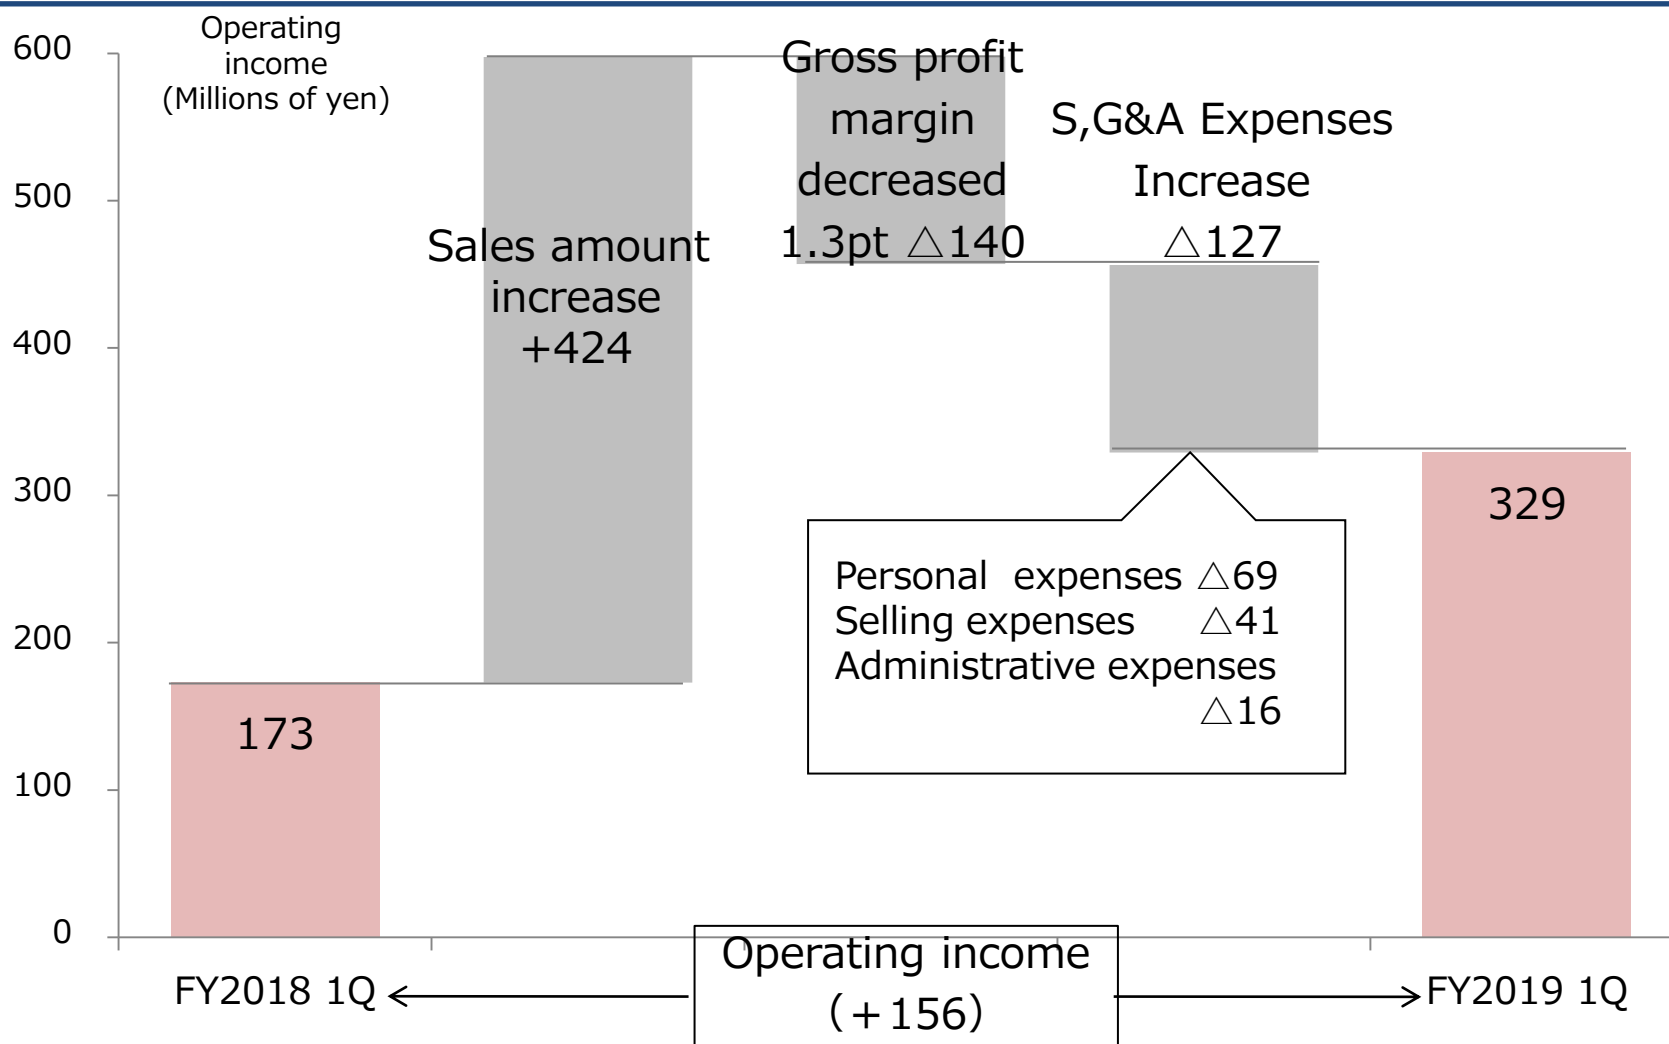 Operating
income
(Millions of yen)
600
500
400
300
200
100
0
Sales amount
increase
+424
Gross profit
margin
decreased
1.3pt △140
S,G&A Expenses
Increase
△127
173
329
Personal expenses △69
Selling expenses △41
Administrative expenses
△16
FY2018 1Q
Operating income
(+156)
FY2019 1Q